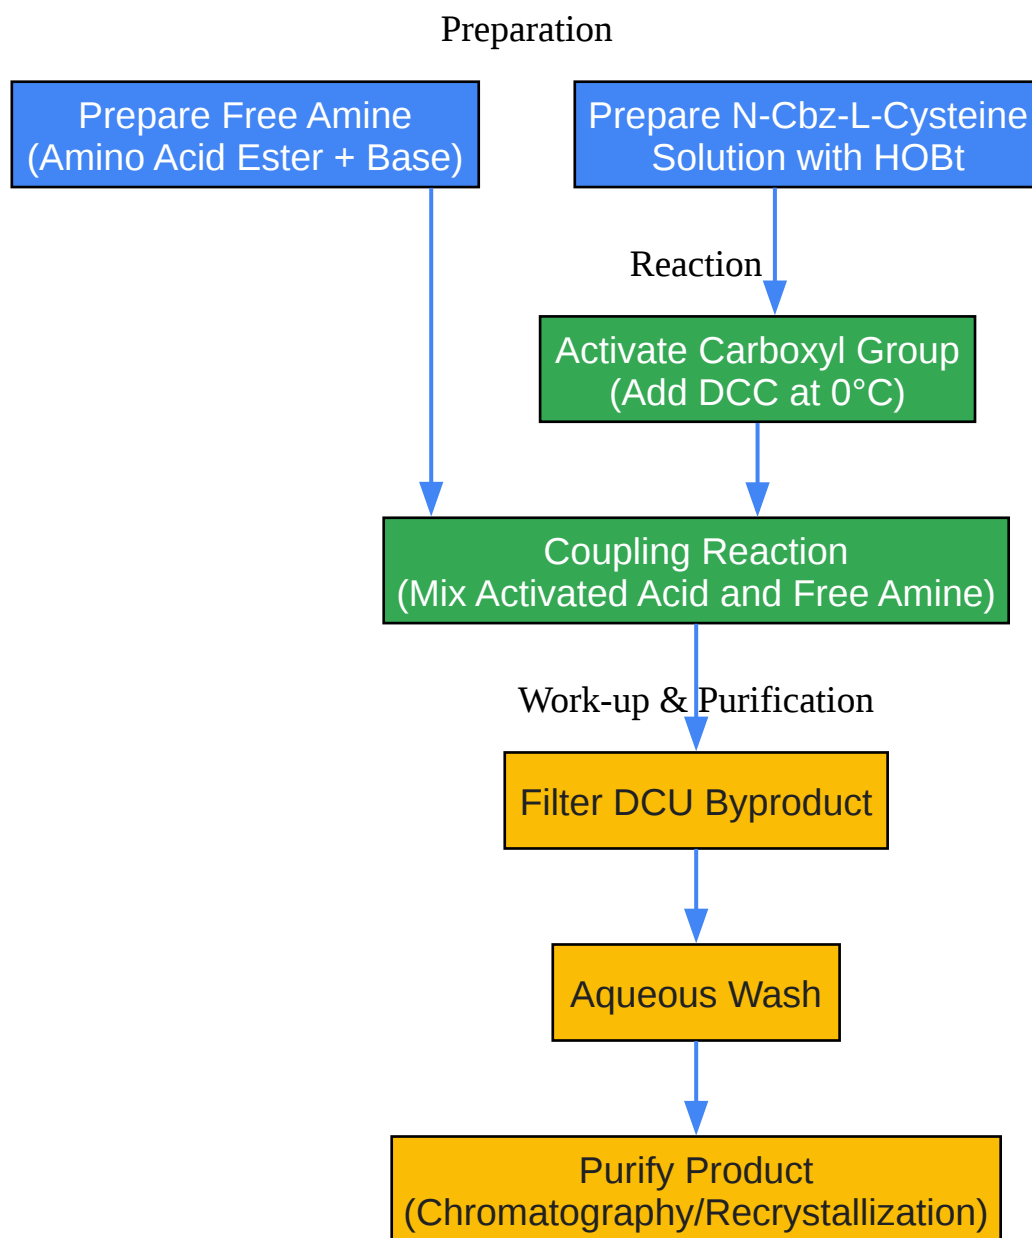 Preparation
Prepare Free Amine
(Amino Acid Ester + Base)
Prepare N-Cbz-L-Cysteine
Solution with HOBt
Reaction
Activate Carboxyl Group
(Add DCC at 0°C)
Coupling Reaction
(Mix Activated Acid and Free Amine)
Work-up & Purification
Filter DCU Byproduct
Aqueous Wash
Purify Product
(Chromatography/Recrystallization)